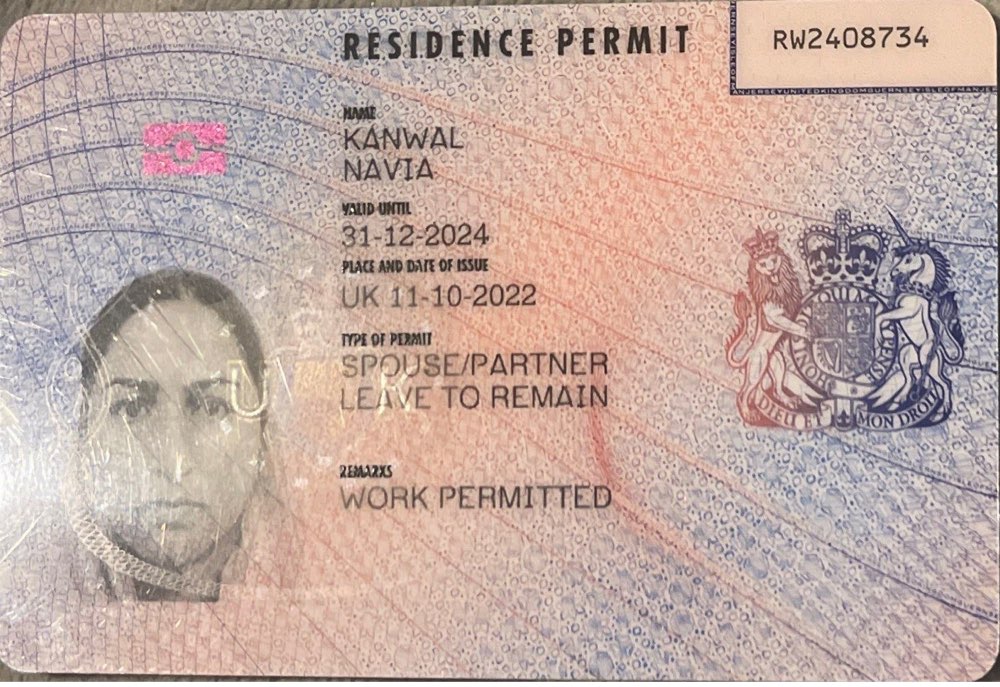 RESIDENCE PERMIT
RW2408734
NAME
KANWAL
NAVIA
VALID UNTIL
31-12-2024
PLACE AND DATE OF ISSUE
UK 11-10-2022
TYPE OF PERMIT
SPOUSE/PARTNER
LEAVE TO REMAIN
REMARKS
WORK PERMITTED
UK
DIEU ET MON DROIT